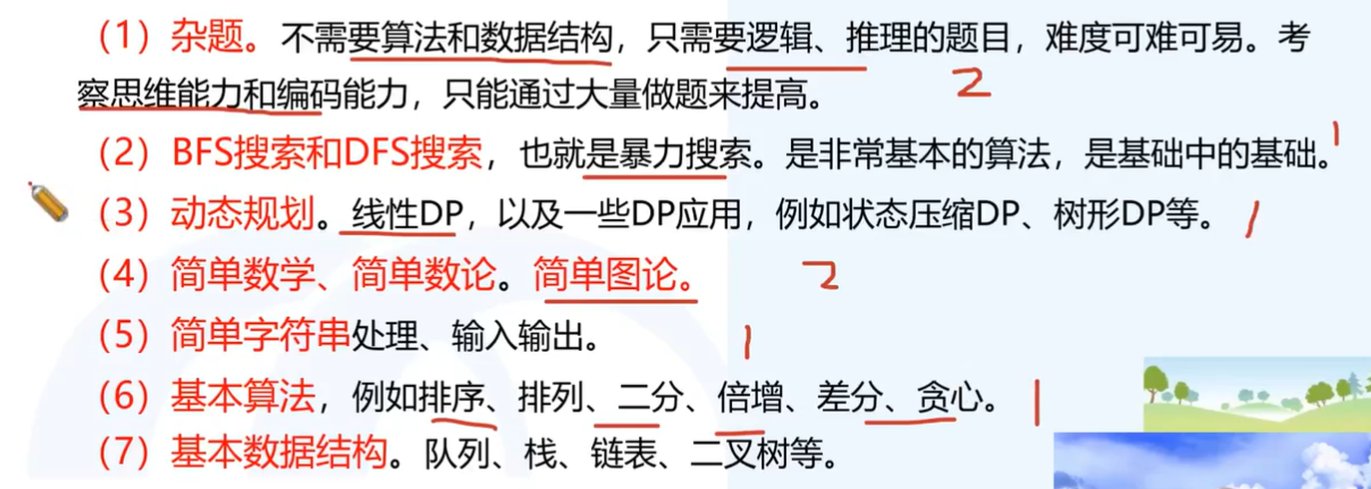 （1）杂题。不需要算法和数据结构，只需要逻辑、推理的题目，难度可难可易。考
察思维能力和编码能力，只能通过大量做题来提高。 2
（2）BFS搜索和DFS搜索，也就是暴力搜索。是非常基本的算法，是基础中的基础。 1
（3）动态规划。线性DP，以及一些DP应用，例如状态压缩DP、树形DP等。 1
（4）简单数学、简单数论。简单图论。 2
（5）简单字符串处理、输入输出。 1
（6）基本算法，例如排序、排列、二分、倍增、差分、贪心。 1
（7）基本数据结构。队列、栈、链表、二叉树等。